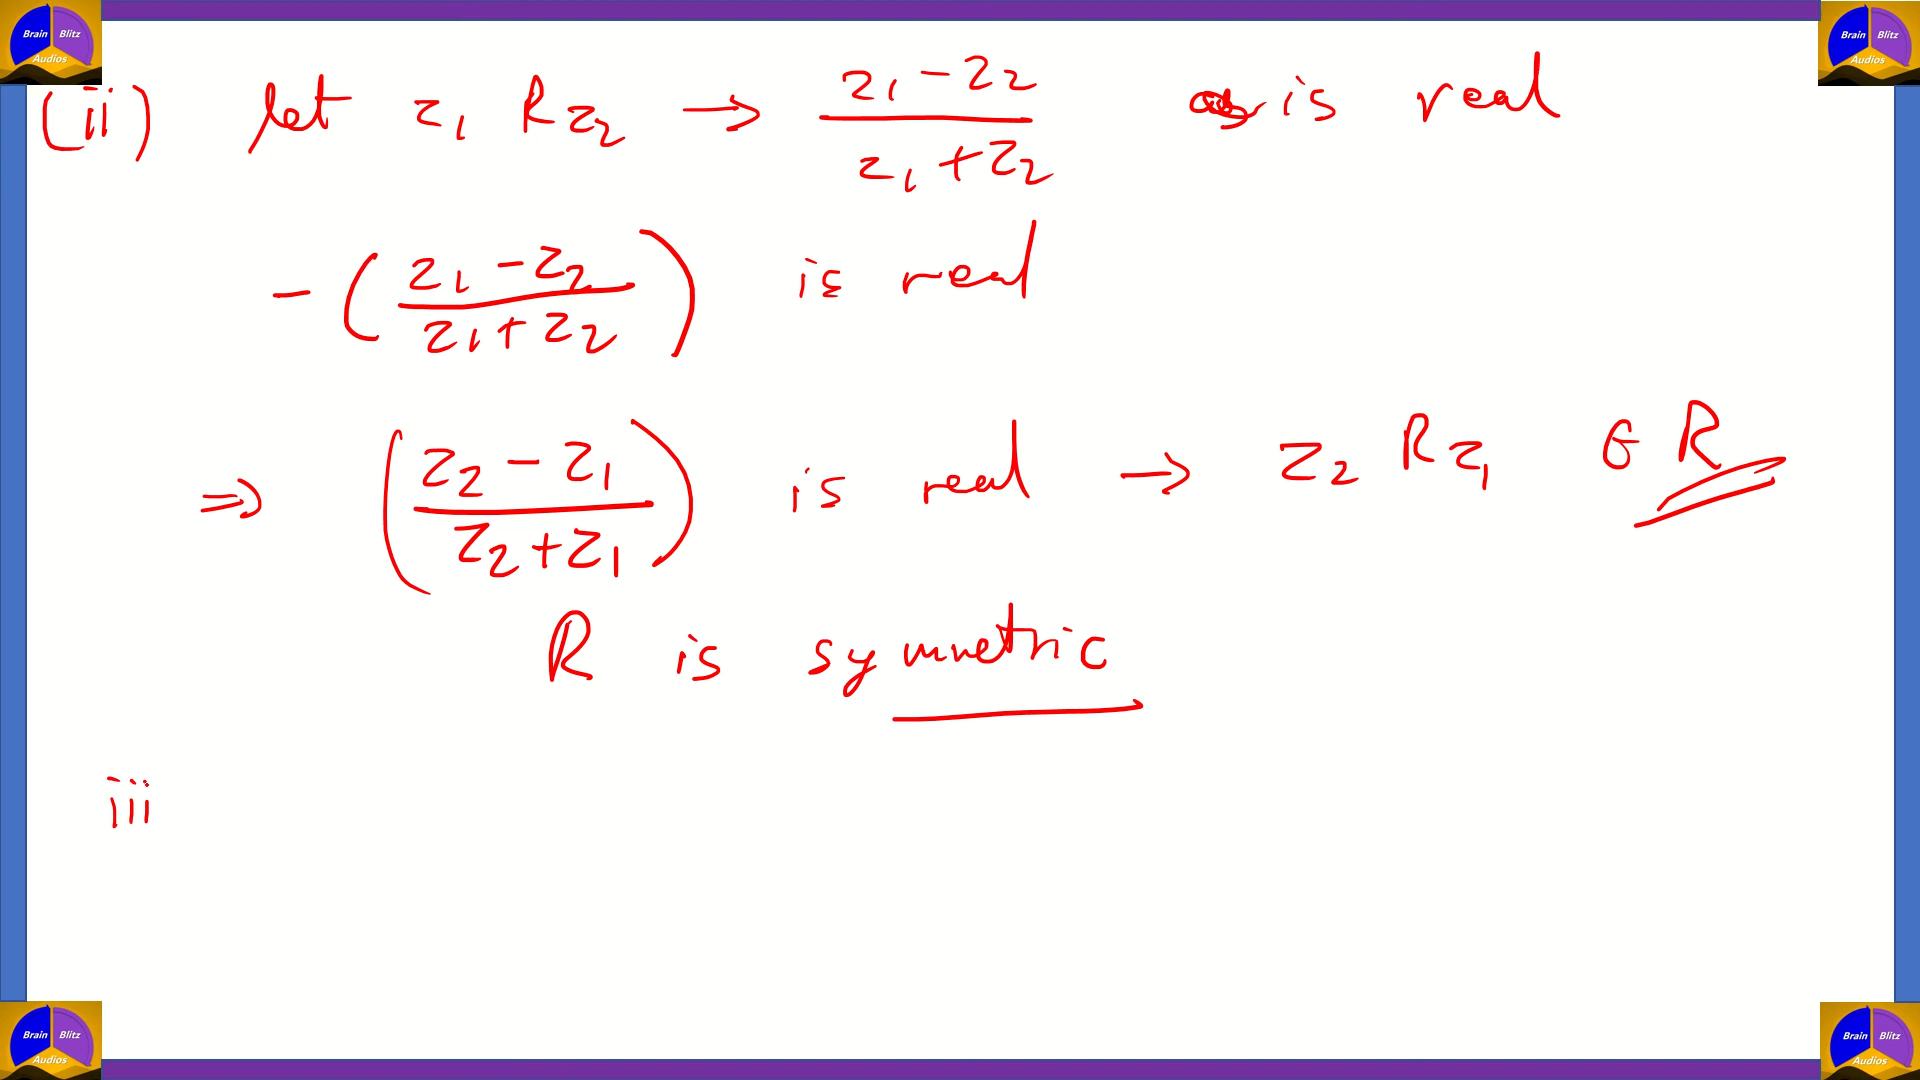 Brain Blitz Audios
Brain Blitz Audios
(ii) let z₁ R z₂ → (z₁ - z₂)/(z₁ + z₂) is real
-((z₁ - z₂)/(z₁ + z₂)) is real
⇒ ((z₂ - z₁)/(z₂ + z₁)) is real → z₂ R z₁ ∈ R
R is symmetric
iii
Brain Blitz Audios
Brain Blitz Audios